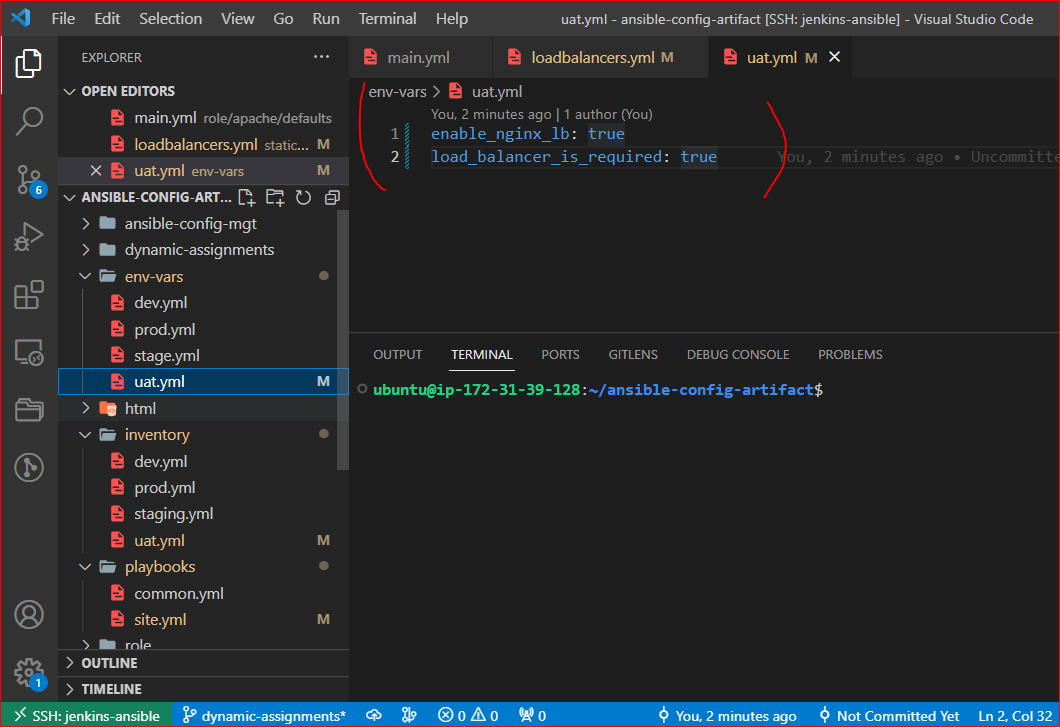 File Edit Selection View Go Run Terminal Help uat.yml - ansible-config-artifact [SSH: jenkins-ansible] - Visual Studio Code
EXPLORER ...
main.yml loadbalancers.yml M uat.yml M
OPEN EDITORS
main.yml role/apache/defaults
loadbalancers.yml static... M
uat.yml env-vars M
ANSIBLE-CONFIG-ART...
ansible-config-mgt
dynamic-assignments
env-vars
dev.yml
prod.yml
stage.yml
uat.yml M
html
inventory
dev.yml
prod.yml
staging.yml
uat.yml M
playbooks
common.yml
site.yml M
role
OUTLINE
TIMELINE
6
1
env-vars > uat.yml
You, 2 minutes ago | 1 author (You)
1 enable_nginx_lb: true
2 load_balancer_is_required: true You, 2 minutes ago • Uncommitte
OUTPUT TERMINAL PORTS GITLENS DEBUG CONSOLE PROBLEMS
ubuntu@ip-172-31-39-128:~/ansible-config-artifact$
SSH: jenkins-ansible dynamic-assignments* 0 0 0 You, 2 minutes ago Not Committed Yet Ln 2, Col 32